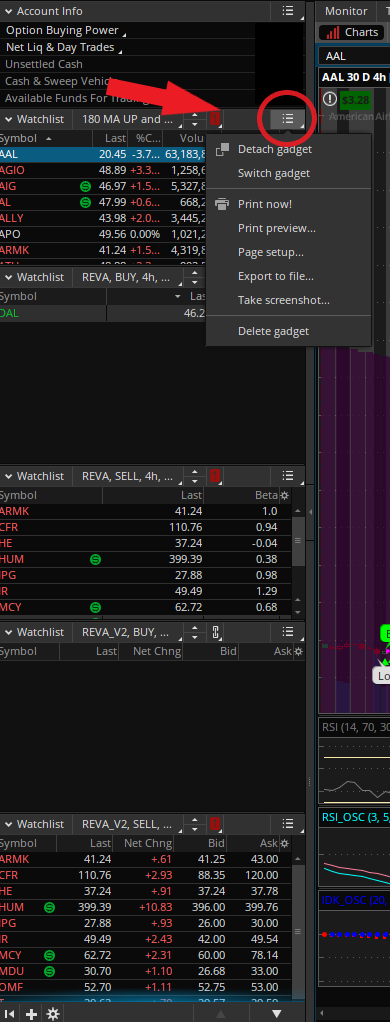 Account Info
Monitor
Option Buying Power
Charts
Net Liq & Day Trades
Unsettled Cash
AAL
Cash & Sweep Vehic
Available Funds For Trading
AAL 30 D 4h
$3.28
American Air
Watchlist 180 MA UP and ...
Symbol Last %C... Volu
AAL 20.45 -3.7... 63,183,8
AGIO 48.89 +3.3... 1,258,6
AIG 46.97 +1.5... 5,327,5
AL 47.99 +0.6... 668,2
ALLY 43.98 +2.0... 3,445,2
APO 49.56 0.00% 1,021,2
ARMK 41.24 +1.5... 4,319,8
Detach gadget
Switch gadget
Print now!
Print preview...
Page setup...
Export to file...
Take screenshot...
Delete gadget
Watchlist REVA, BUY, 4h, ...
Symbol Las
DAL 46.2
Watchlist REVA, SELL, 4h, ...
Symbol Last Beta
ARMK 41.24 1.0
CFR 110.76 0.94
HE 37.24 -0.04
HUM 399.39 0.38
IPG 27.88 0.98
IR 49.49 1.29
MCY 62.72 0.68
Watchlist REVA_V2, BUY, ...
Symbol Last Net Chng Bid Ask
Lo
RSI (14, 70, 30
Watchlist REVA_V2, SELL, ...
Symbol Last Net Chng Bid Ask
ARMK 41.24 +.61 41.25 43.00
CFR 110.76 +2.93 88.35 120.00
HE 37.24 +.91 37.24 37.78
HUM 399.39 +10.83 396.00 399.76
IPG 27.88 +.93 26.00 30.00
IR 49.49 +2.43 42.00 49.54
MCY 62.72 +2.31 60.00 78.14
MDU 30.70 +1.10 26.68 33.00
OMF 52.70 +1.11 52.75 53.00
RSI_OSC (3, 5,
IDK_OSC (20,